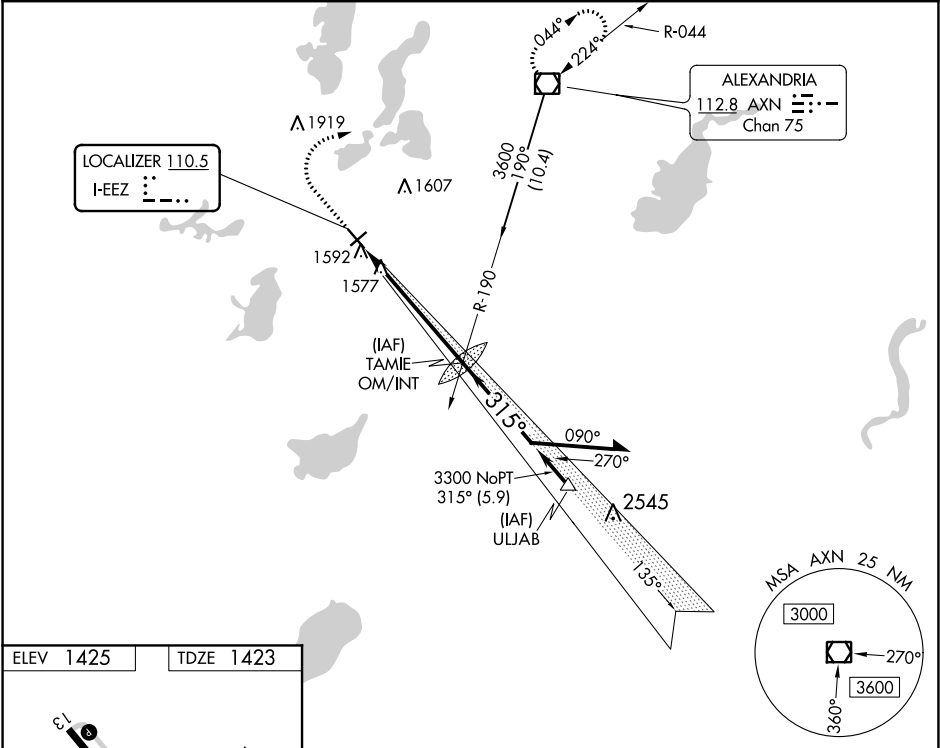 044°
224°
R-044
ALEXANDRIA
112.8 AXN
Chan 75
1919
LOCALIZER 110.5
I-EEZ
1607
3600
190°
(10.4)
1592
1577
R-190
(IAF)
TAMIE
OM/INT
315°
090°
270°
3300 NoPT
315° (5.9)
(IAF)
ULJAB
2545
135°
MSA AXN 25 NM
3000
270°
3600
360°
ELEV 1425
TDZE 1423
13
P